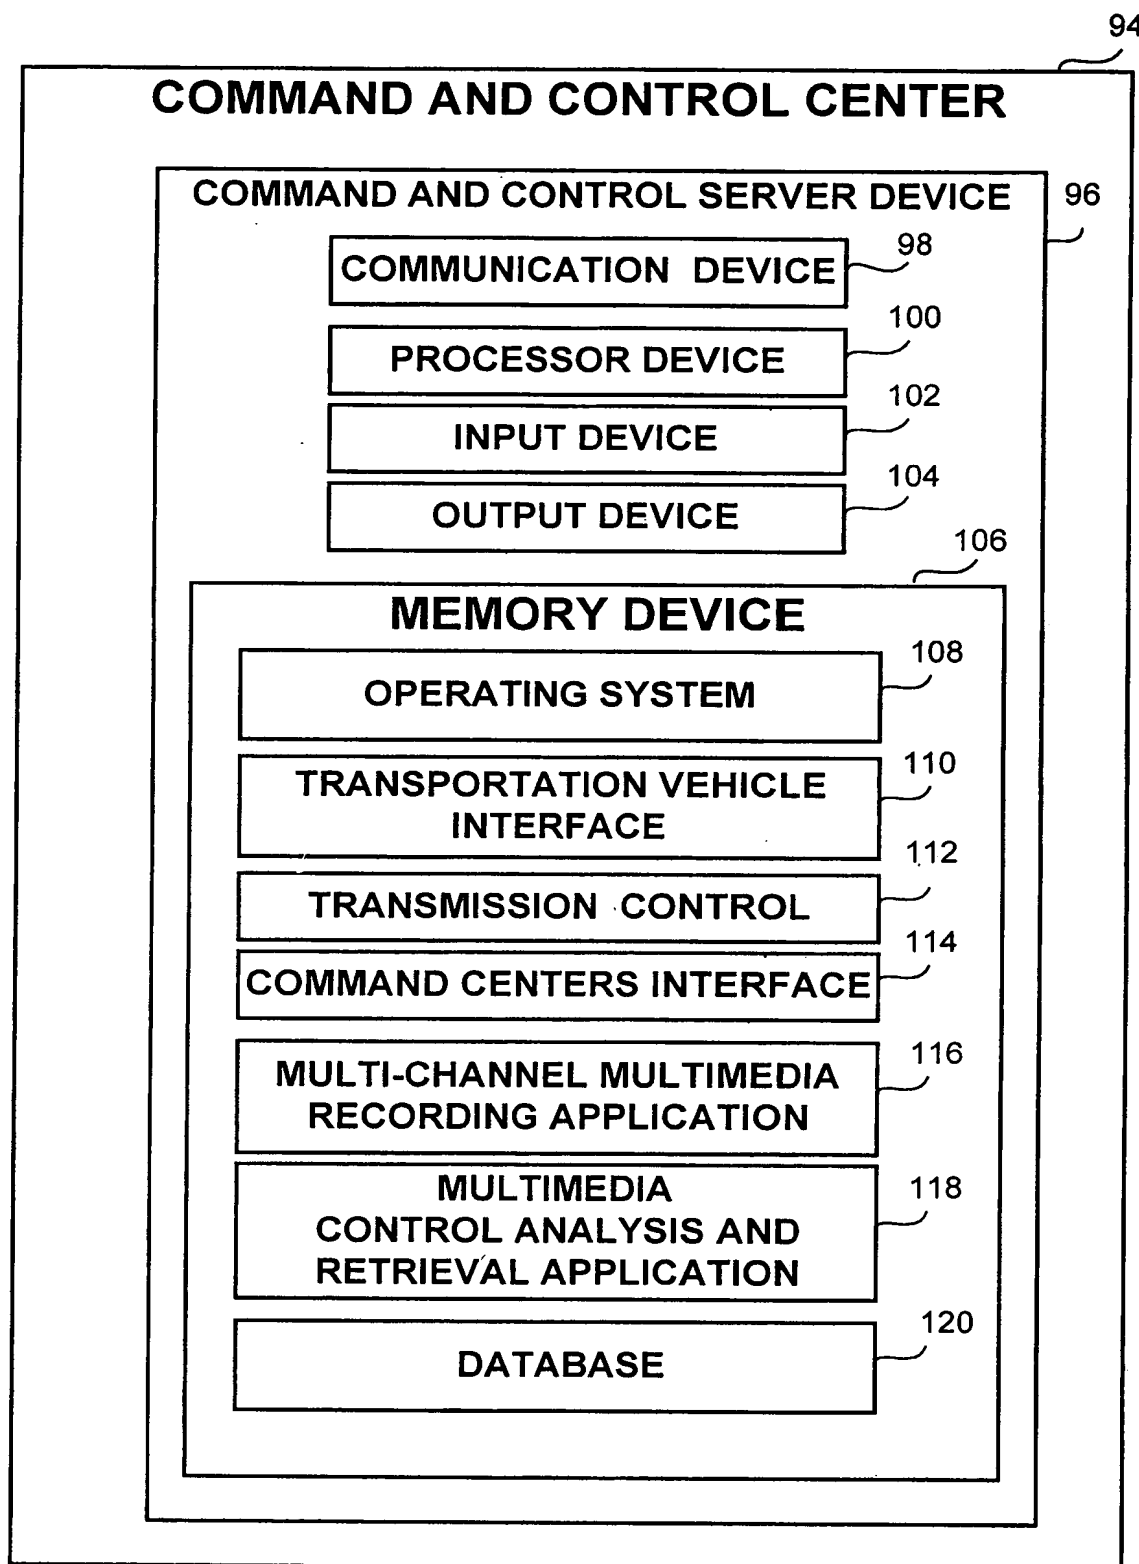 94
COMMAND AND CONTROL CENTER
COMMAND AND CONTROL SERVER DEVICE
96
COMMUNICATION DEVICE
98
PROCESSOR DEVICE
100
INPUT DEVICE
102
OUTPUT DEVICE
104
106
MEMORY DEVICE
OPERATING SYSTEM
108
TRANSPORTATION VEHICLE
INTERFACE
110
TRANSMISSION CONTROL
112
COMMAND CENTERS INTERFACE
114
MULTI-CHANNEL MULTIMEDIA
RECORDING APPLICATION
116
MULTIMEDIA
CONTROL ANALYSIS AND
RETRIEVAL APPLICATION
118
DATABASE
120